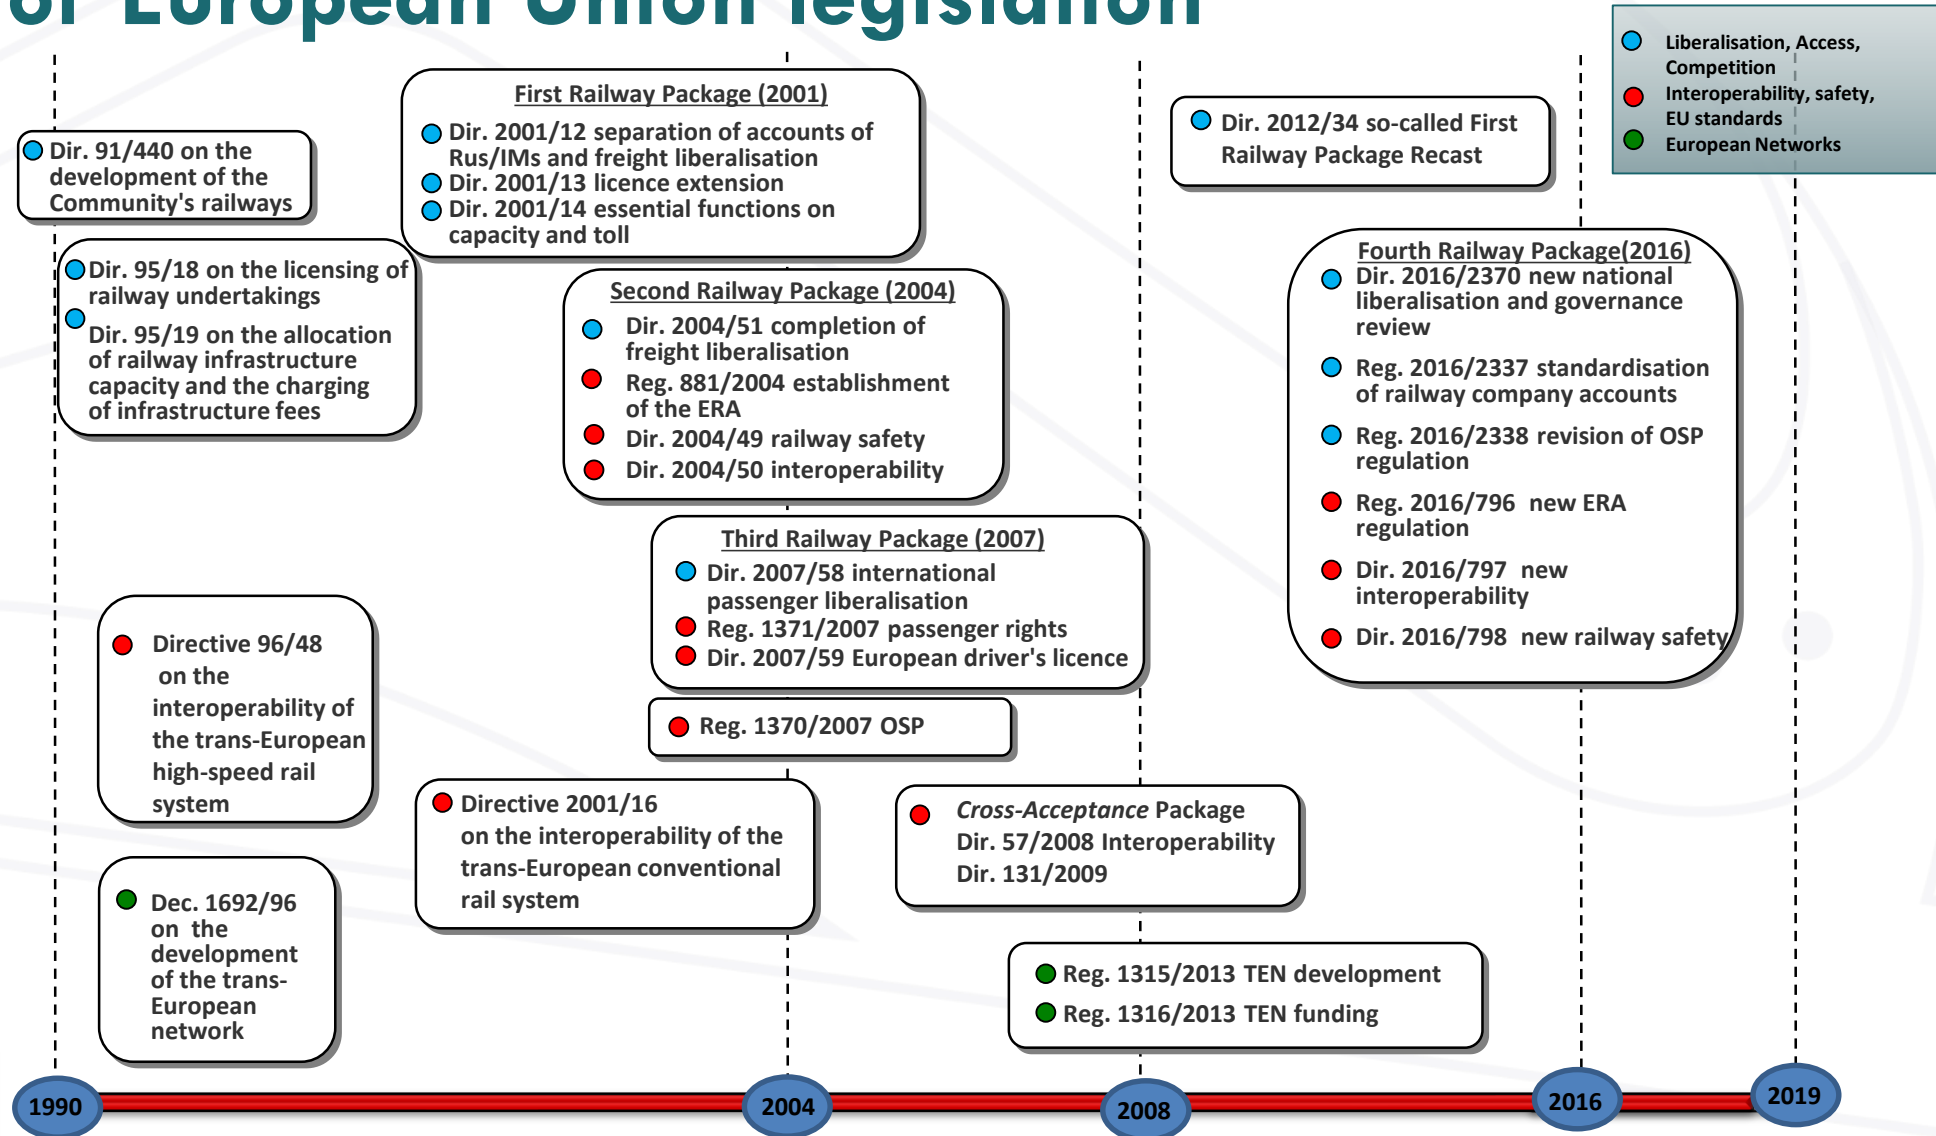 of European Union legislation
Liberalisation, Access,
Competition
Interoperability, safety,
EU standards
European Networks
Dir. 91/440 on the
development of the
Community's railways
Dir. 95/18 on the licensing of
railway undertakings
Dir. 95/19 on the allocation
of railway infrastructure
capacity and the charging
of infrastructure fees
First Railway Package (2001)
Dir. 2001/12 separation of accounts of
Rus/IMs and freight liberalisation
Dir. 2001/13 licence extension
Dir. 2001/14 essential functions on
capacity and toll
Second Railway Package (2004)
Dir. 2004/51 completion of
freight liberalisation
Reg. 881/2004 establishment
of the ERA
Dir. 2004/49 railway safety
Dir. 2004/50 interoperability
Third Railway Package (2007)
Dir. 2007/58 international
passenger liberalisation
Reg. 1371/2007 passenger rights
Dir. 2007/59 European driver's licence
Reg. 1370/2007 OSP
Dir. 2012/34 so-called First
Railway Package Recast
Fourth Railway Package(2016)
Dir. 2016/2370 new national
liberalisation and governance
review
Reg. 2016/2337 standardisation
of railway company accounts
Reg. 2016/2338 revision of OSP
regulation
Reg. 2016/796 new ERA
regulation
Dir. 2016/797 new
interoperability
Dir. 2016/798 new railway safety
Directive 96/48
on the
interoperability of
the trans-European
high-speed rail
system
Dec. 1692/96
on the
development
of the trans-
European
network
Directive 2001/16
on the interoperability of the
trans-European conventional
rail system
Cross-Acceptance Package
Dir. 57/2008 Interoperability
Dir. 131/2009
Reg. 1315/2013 TEN development
Reg. 1316/2013 TEN funding
1990
2004
2008
2016
2019